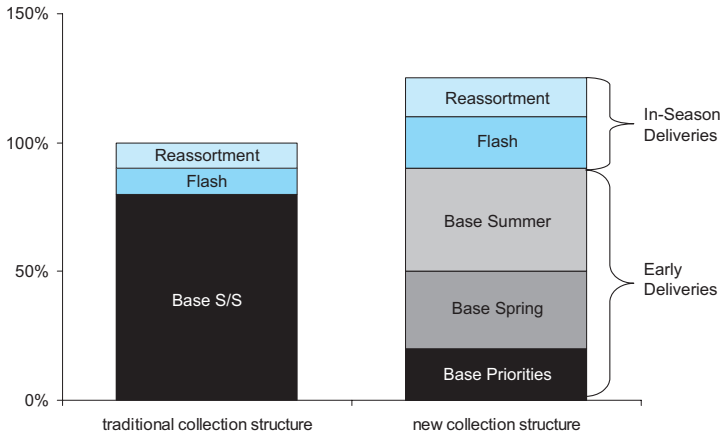 150%
100%
50%
0%
Reassortment
Flash
Base S/S
traditional collection structure
Reassortment
Flash
Base Summer
Base Spring
Base Priorities
new collection structure
In-Season
Deliveries
Early
Deliveries